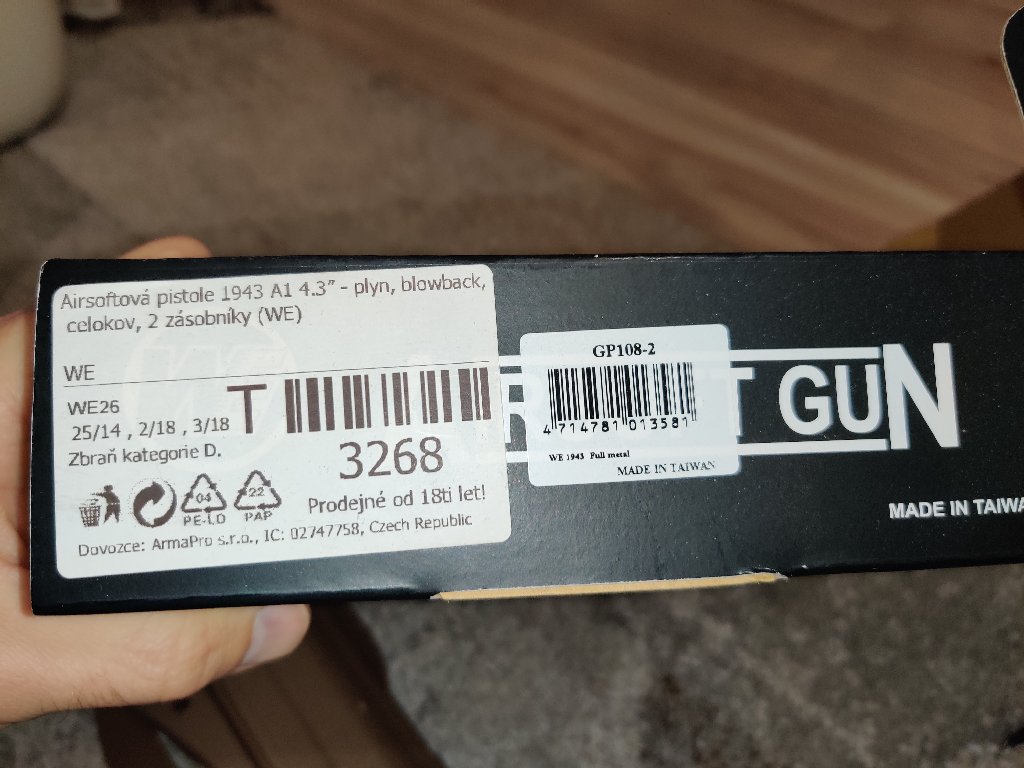 Airsoftová pistole 1943 A1 4.3" - plyn, blowback,
celokov, 2 zásobníky (WE)
WE
WE26
25/14 , 2/18 , 3/18
T
Zbraň kategorie D.
3268
04
PE-LD
22
PAP
Prodejné od 18ti let!
Dovozce: ArmaPro s.r.o., IC: 02747758, Czech Republic
GP108-2
4 714781 013581
WE 1943 Full metal
MADE IN TAIWAN
GUN
MADE IN